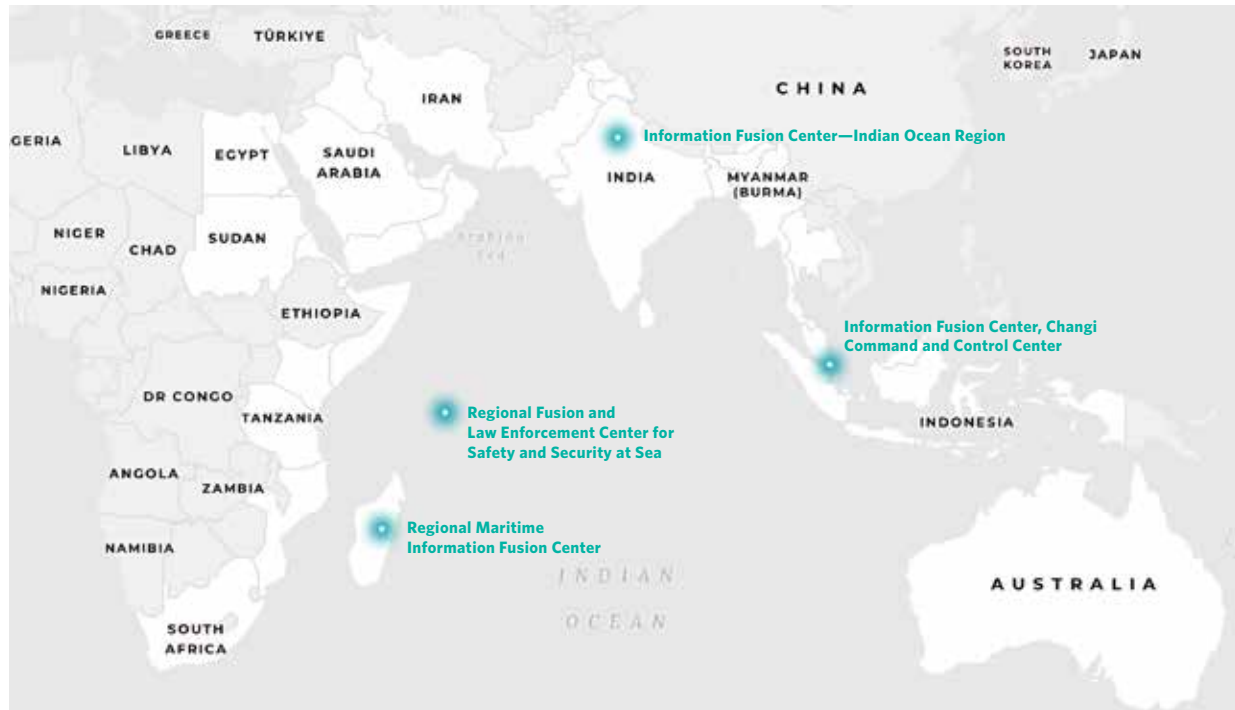 GREECE
TÜRKIYE
SOUTH
KOREA
JAPAN
CHINA
IRAN
GERIA
LIBYA
EGYPT
SAUDI
ARABIA
Information Fusion Center—Indian Ocean Region
INDIA
MYANMAR
(BURMA)
NIGER
CHAD
SUDAN
Arabian
NIGERIA
ETHIOPIA
Information Fusion Center, Changi
Command and Control Center
DR CONGO
TANZANIA
Regional Fusion and
Law Enforcement Center for
Safety and Security at Sea
INDONESIA
ANGOLA
ZAMBIA
Regional Maritime
Information Fusion Center
NAMIBIA
INDIAN
OCEAN
AUSTRALIA
SOUTH
AFRICA